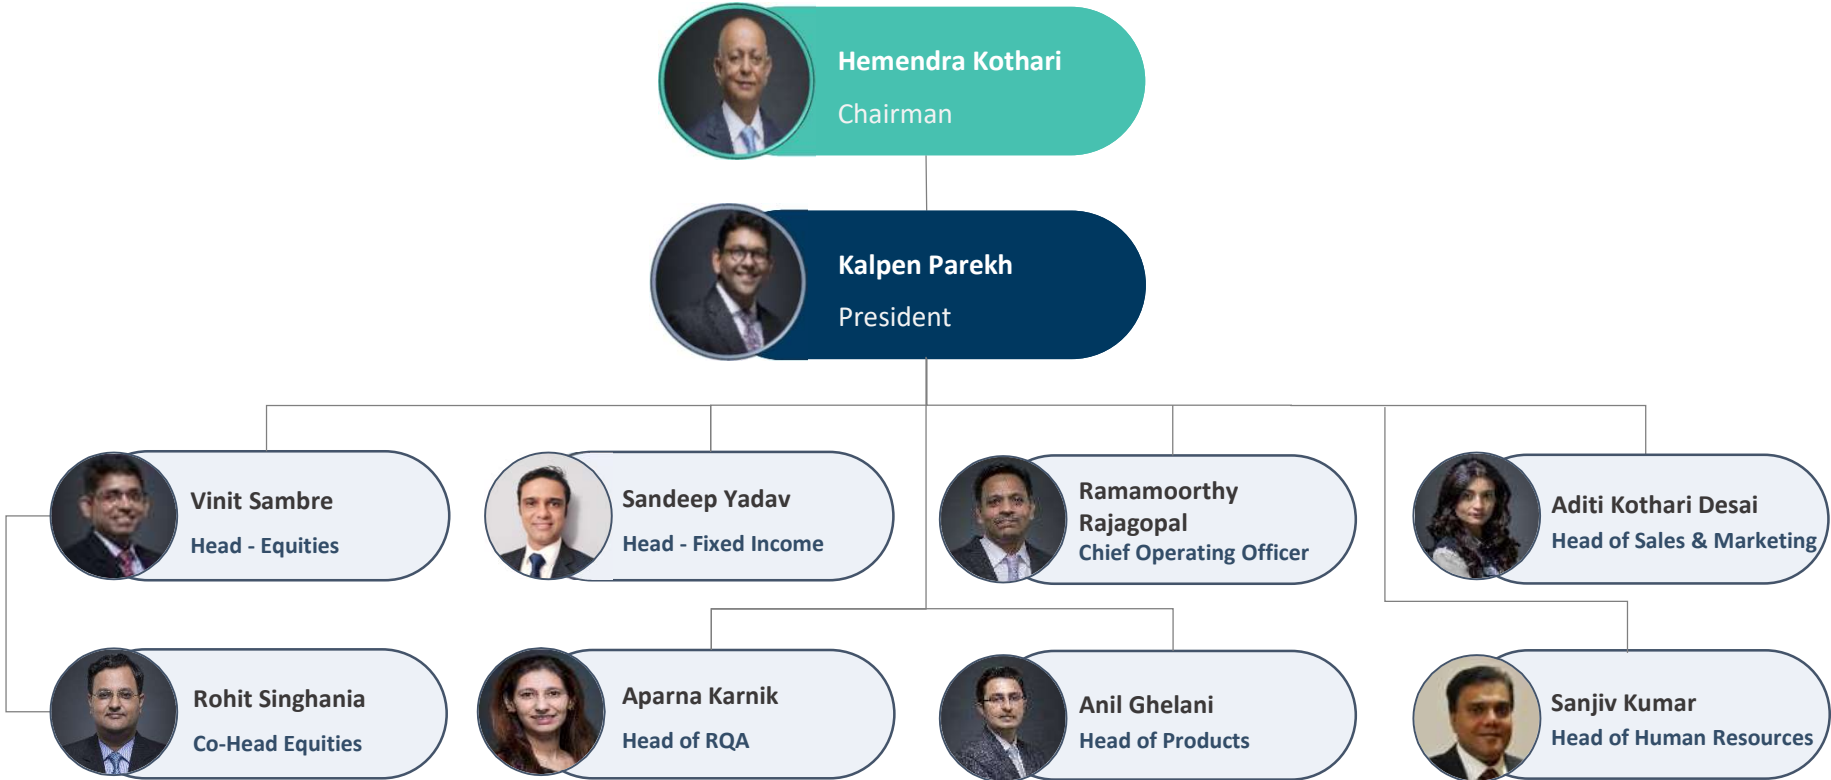 Hemendra Kothari
Chairman
Kalpen Parekh
President
Vinit Sambre
Head - Equities
Sandeep Yadav
Head - Fixed Income
Ramamoorthy
Rajagopal
Chief Operating Officer
Aditi Kothari Desai
Head of Sales & Marketing
Rohit Singhania
Co-Head Equities
Aparna Karnik
Head of RQA
Anil Ghelani
Head of Products
Sanjiv Kumar
Head of Human Resources